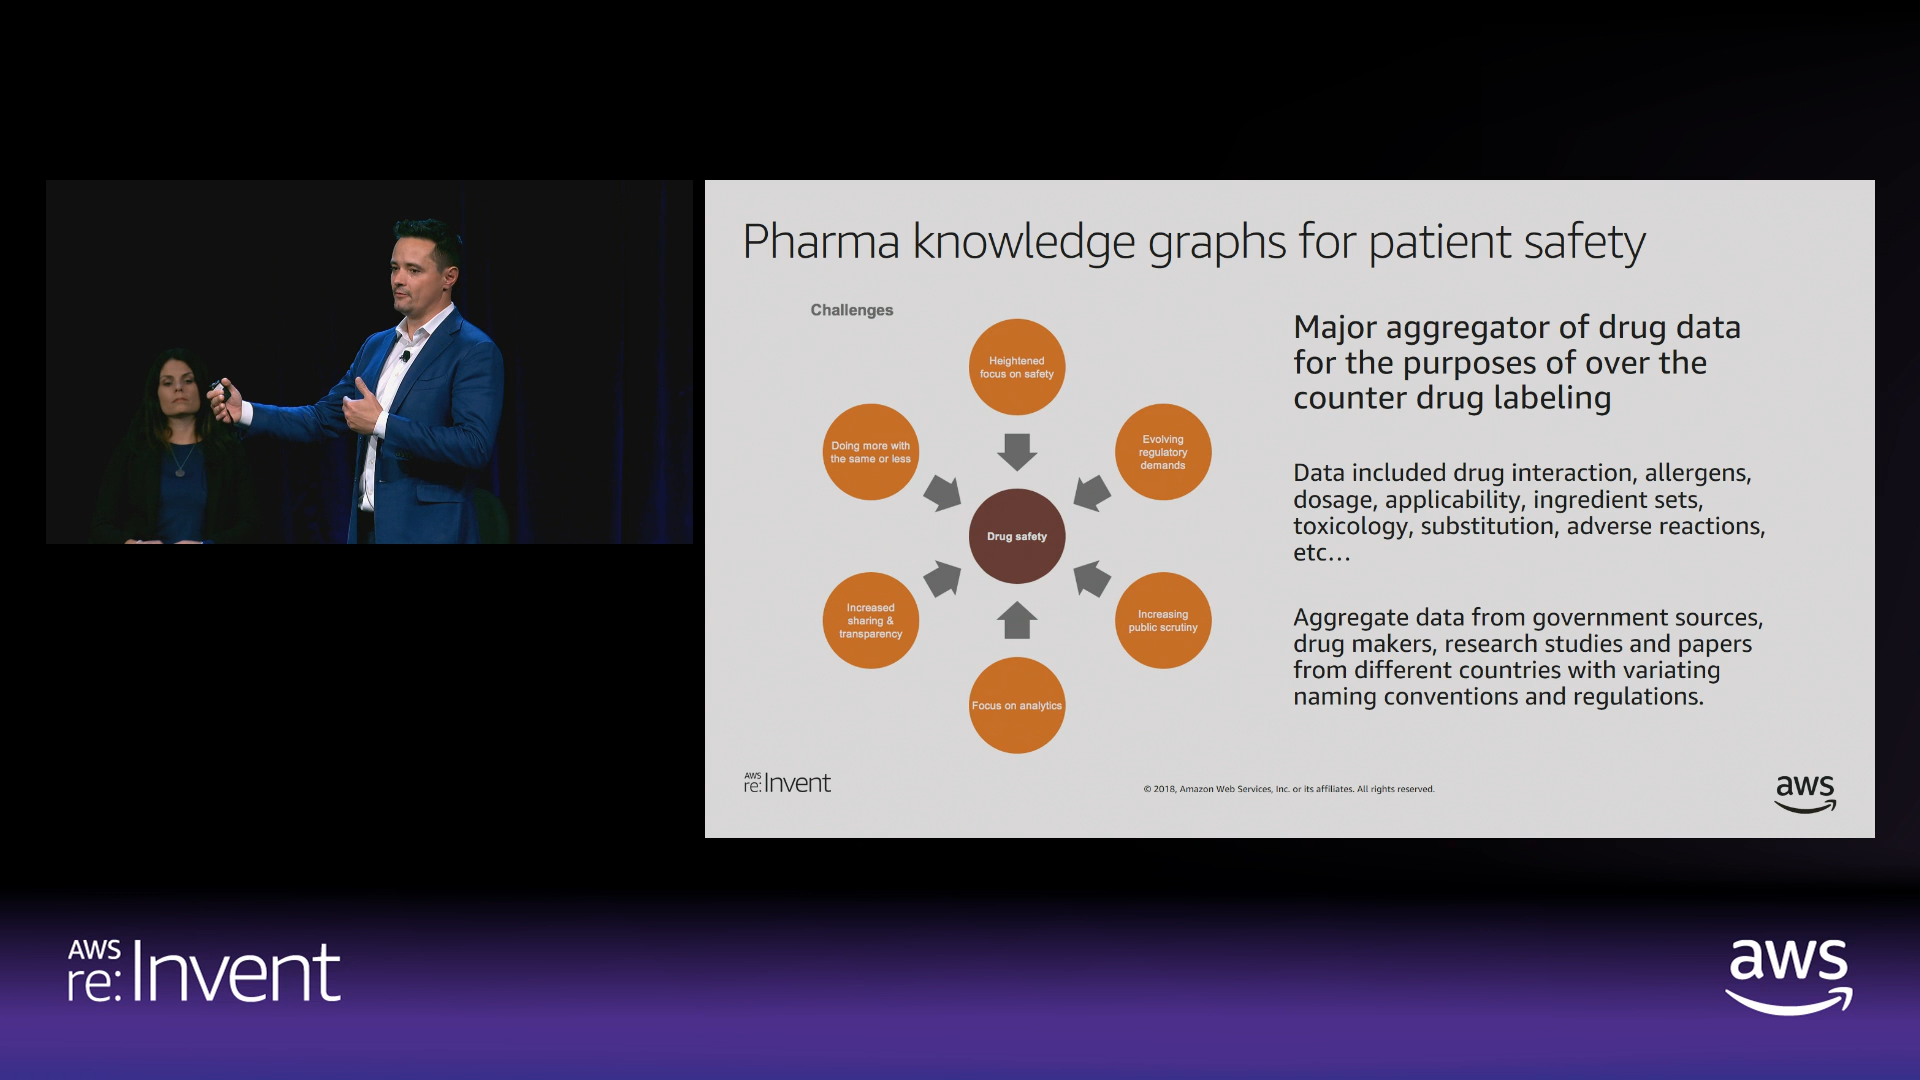 Pharma knowledge graphs for patient safety
Challenges
Heightened
focus on safety
Doing more with
the same or less
Evolving
regulatory
demands
Drug safety
Increased
sharing &
transparency
Increasing
public scrutiny
Focus on analytics
Major aggregator of drug data
for the purposes of over the
counter drug labeling
Data included drug interaction, allergens,
dosage, applicability, ingredient sets,
toxicology, substitution, adverse reactions,
etc...
Aggregate data from government sources,
drug makers, research studies and papers
from different countries with variating
naming conventions and regulations.
AWS
re:Invent
© 2018, Amazon Web Services, Inc. or its affiliates. All rights reserved.
aws
AWS
re:Invent
aws